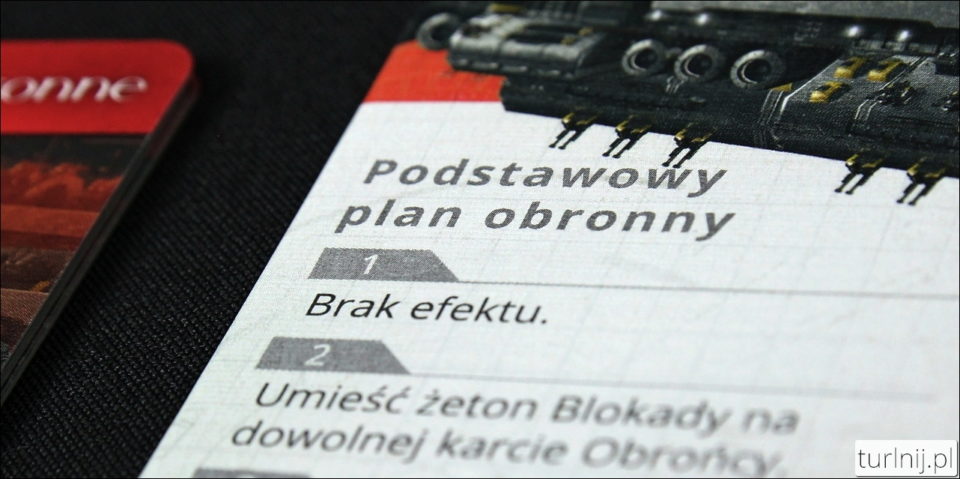 onne
Podstawowy
plan obronny
1
Brak efektu.
2
Umieść żeton Blokady na
dowolnej karcie Obrońcy.
turlnij.pl